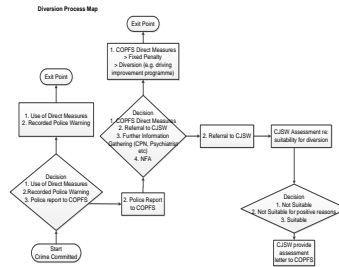 Diversion Process Map
Exit Point
1. COPFS Direct Measures
> Fixed Penalty
> Diversion (e.g. driving
improvement programme)
Exit Point
1. Use of Direct Measures
2. Recorded Police Warning
Decision
1. COPFS Direct Measures
2. Referral to CJSW
3. Further Information
Gathering (CPN, Psychiatrist
etc)
4. NFA
2. Referral to CJSW
CJSW Assessment re:
suitability for diversion
Decision
1. Use of Direct Measures
2.Recorded Police Warning
3. Police report to COPFS
2. Police Report
to COPFS
Decision
1. Not Suitable
2. Not Suitable for positive reasons
3. Suitable
Start
Crime Committed
CJSW provide
assessment
letter to COPFS